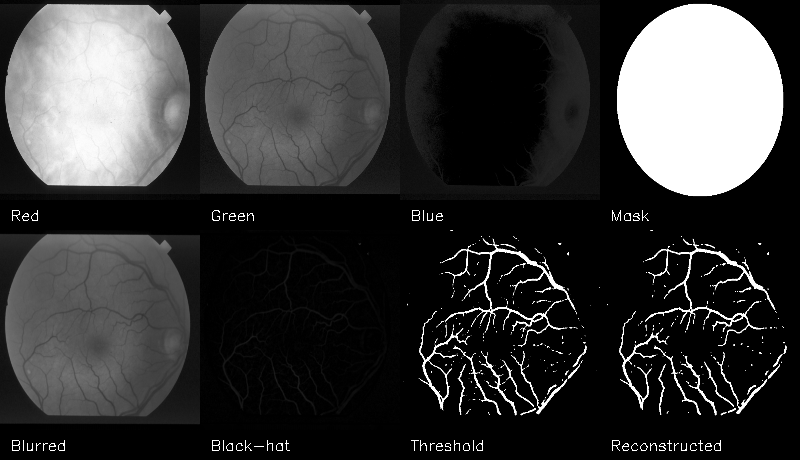 Red
Green
Blue
Mask
Blurred
Black-hat
Threshold
Reconstructed